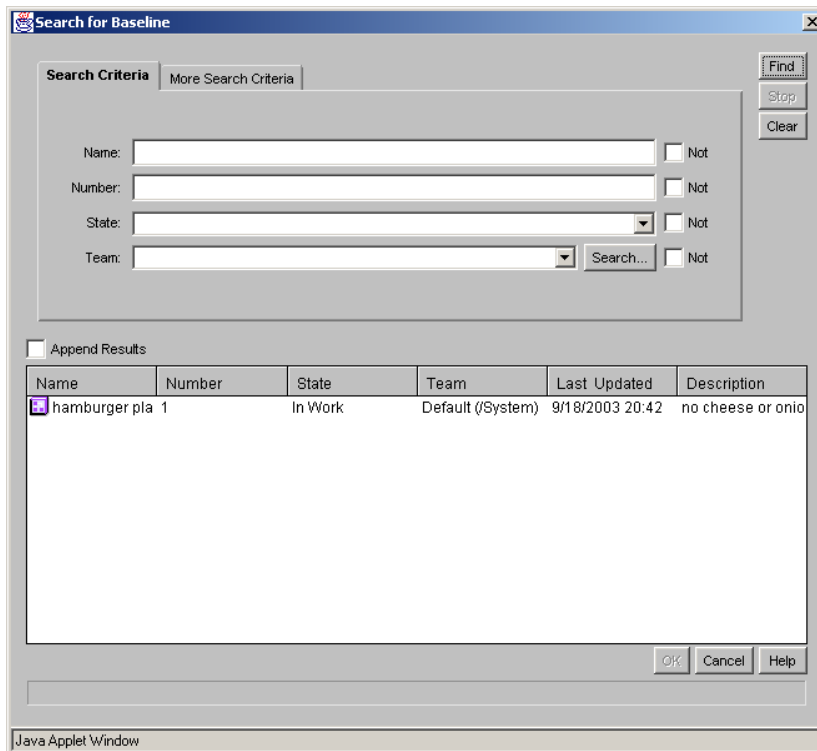 Search for Baseline
Search Criteria More Search Criteria Find
Stop
Clear
Name: Not
Number: Not
State: Not
Team: Search... Not
Append Results
Name Number State Team Last Updated Description
hamburger pla 1 In Work Default (/System) 9/18/2003 20:42 no cheese or onio
OK Cancel Help
Java Applet Window